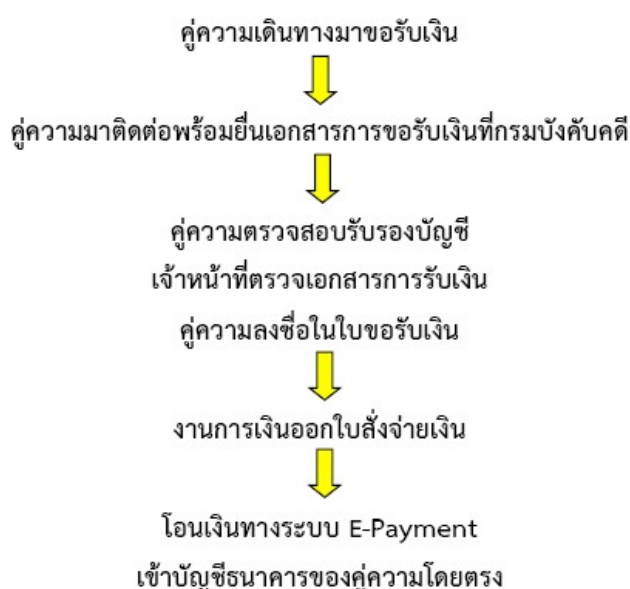 คู่ความเดินทางมาขอรับเงิน
คู่ความมาติดต่อพร้อมยื่นเอกสารการขอรับเงินที่กรมบังคับคดี
คู่ความตรวจสอบรับรองบัญชี
เจ้าหน้าที่ตรวจเอกสารการรับเงิน
คู่ความลงชื่อในใบขอรับเงิน
งานการเงินออกใบสั่งจ่ายเงิน
โอนเงินทางระบบ E-Payment
เข้าบัญชีธนาคารของคู่ความโดยตรง